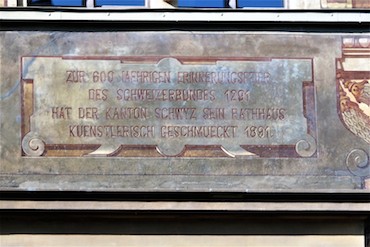 ZUR 600 JAEHRIGEN ERINNERUNGSFEIER
DES SCHWEIZERBUNDES 1291
HAT DER KANTON SCHWYZ SEIN RATHHAUS
KUENSTLERISCH GESCHMUECKT 1891